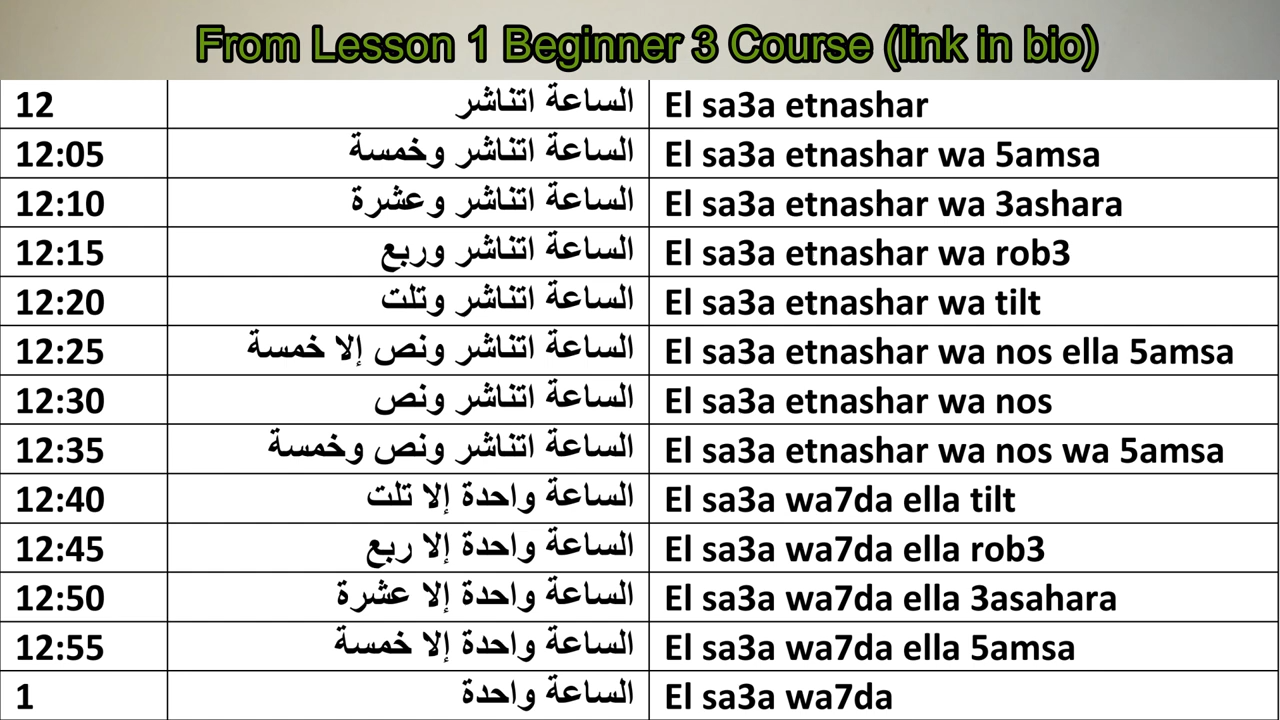 From Lesson 1 Beginner 3 Course (link in bio)
12 الساعة اتناشر El sa3a etnashar
12:05 الساعة اتناشر وخمسة El sa3a etnashar wa 5amsa
12:10 الساعة اتناشر وعشرة El sa3a etnashar wa 3ashara
12:15 الساعة اتناشر وربع El sa3a etnashar wa rob3
12:20 الساعة اتناشر وتلت El sa3a etnashar wa tilt
12:25 الساعة اتناشر ونص إلا خمسة El sa3a etnashar wa nos ella 5amsa
12:30 الساعة اتناشر ونص El sa3a etnashar wa nos
12:35 الساعة اتناشر ونص وخمسة El sa3a etnashar wa nos wa 5amsa
12:40 الساعة واحدة إلا تلت El sa3a wa7da ella tilt
12:45 الساعة واحدة إلا ربع El sa3a wa7da ella rob3
12:50 الساعة واحدة إلا عشرة El sa3a wa7da ella 3asahara
12:55 الساعة واحدة إلا خمسة El sa3a wa7da ella 5amsa
1 الساعة واحدة El sa3a wa7da